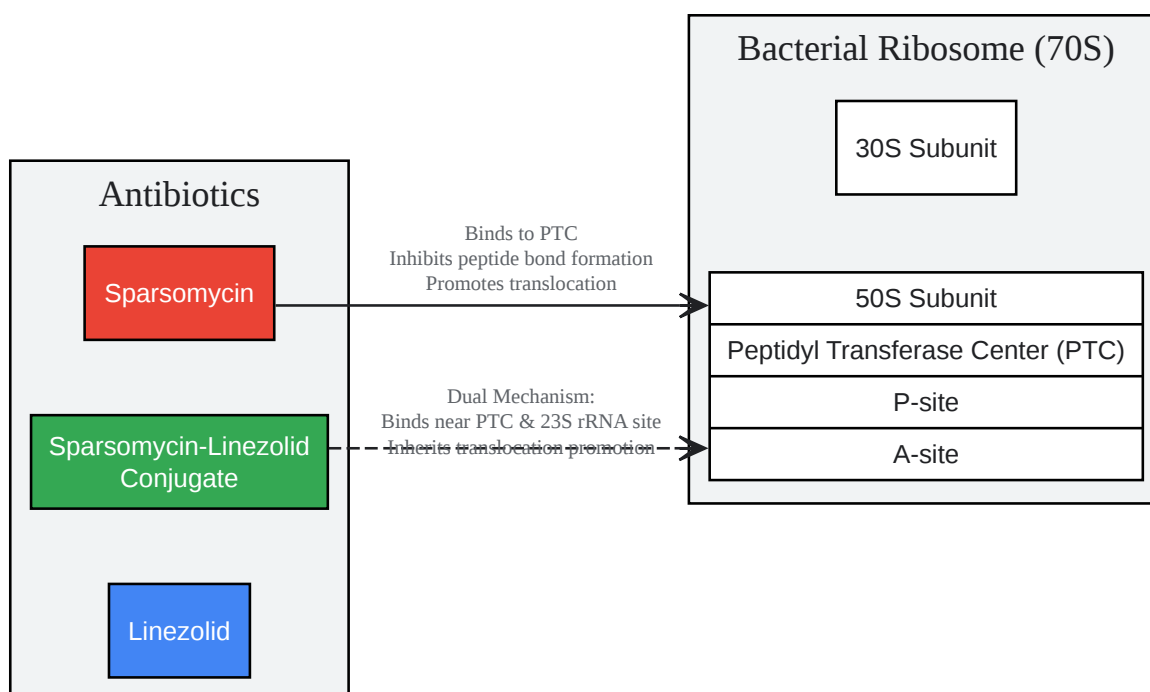 Bacterial Ribosome (70S)
30S Subunit
Antibiotics
Binds to PTC
Inhibits peptide bond formation
Promotes translocation
Sparsomycin
50S Subunit
Peptidyl Transferase Center (PTC)
P-site
A-site
Dual Mechanism:
Binds near PTC & 23S rRNA site
Inherits translocation promotion
Sparsomycin-Linezolid
Conjugate
Linezolid